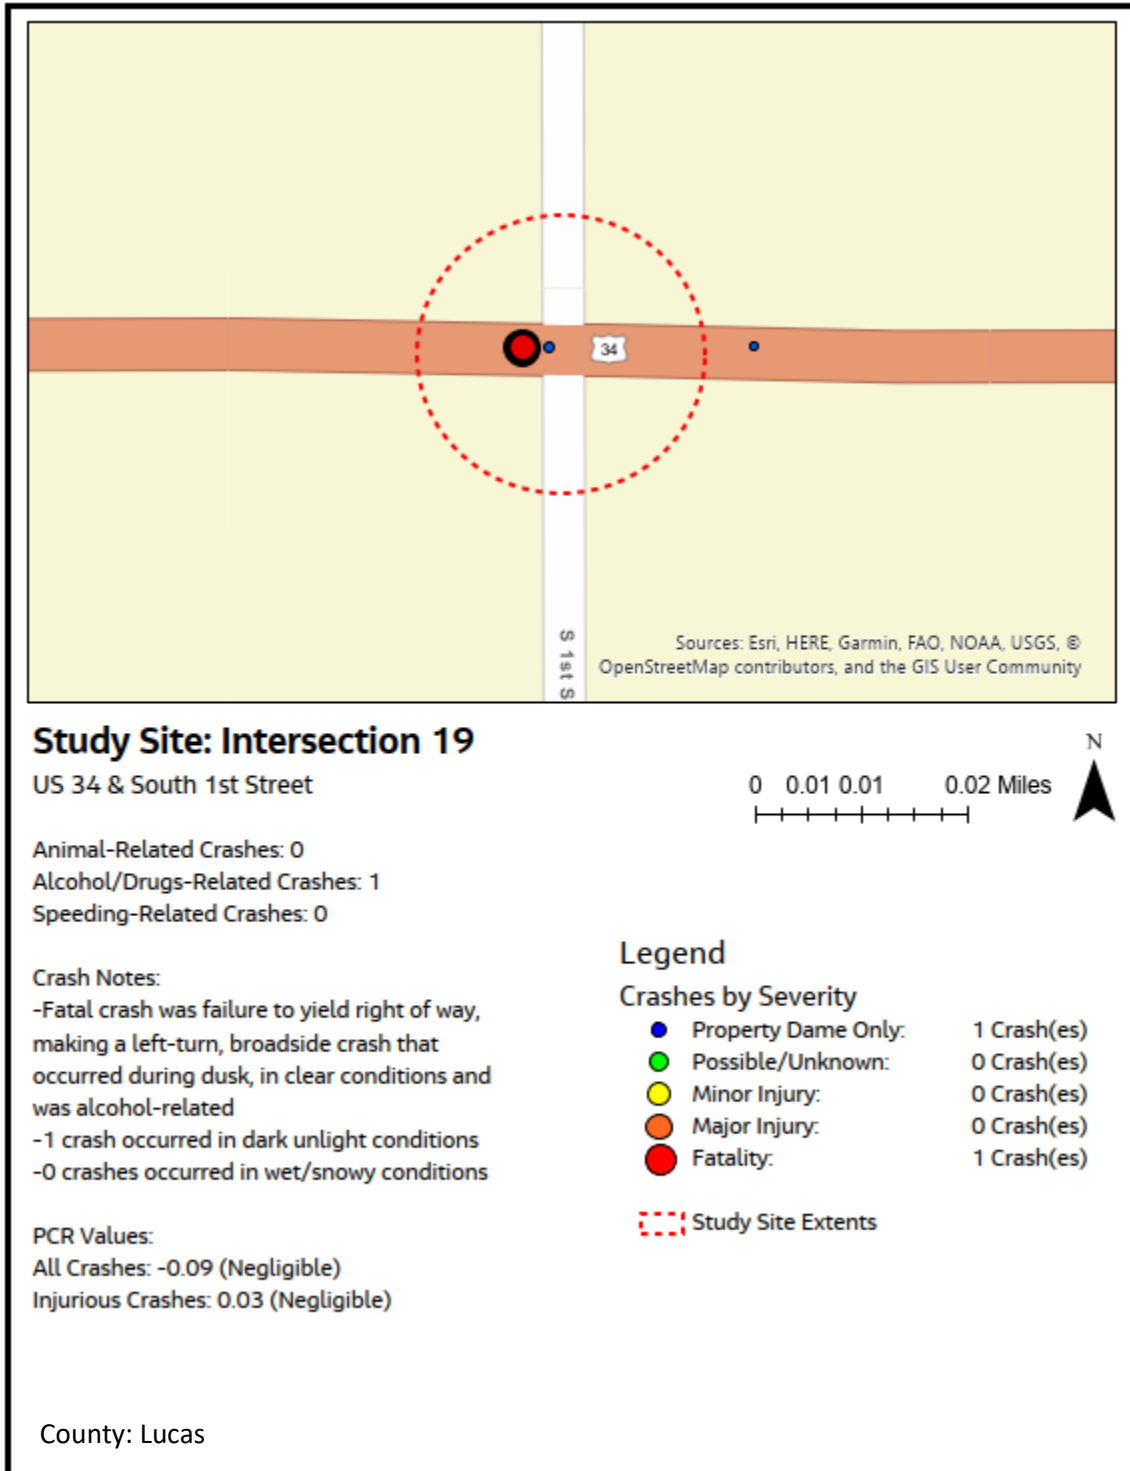 34
S 1st S
Sources: Esri, HERE, Garmin, FAO, NOAA, USGS, ©
OpenStreetMap contributors, and the GIS User Community
Study Site: Intersection 19
US 34 & South 1st Street
0 0.01 0.01 0.02 Miles
N
Animal-Related Crashes: 0
Alcohol/Drugs-Related Crashes: 1
Speeding-Related Crashes: 0
Crash Notes:
-Fatal crash was failure to yield right of way,
making a left-turn, broadside crash that
occurred during dusk, in clear conditions and
was alcohol-related
-1 crash occurred in dark unlight conditions
-0 crashes occurred in wet/snowy conditions
PCR Values:
All Crashes: -0.09 (Negligible)
Injurious Crashes: 0.03 (Negligible)
Legend
Crashes by Severity
Property Dame Only: 1 Crash(es)
Possible/Unknown: 0 Crash(es)
Minor Injury: 0 Crash(es)
Major Injury: 0 Crash(es)
Fatality: 1 Crash(es)
Study Site Extents
County: Lucas